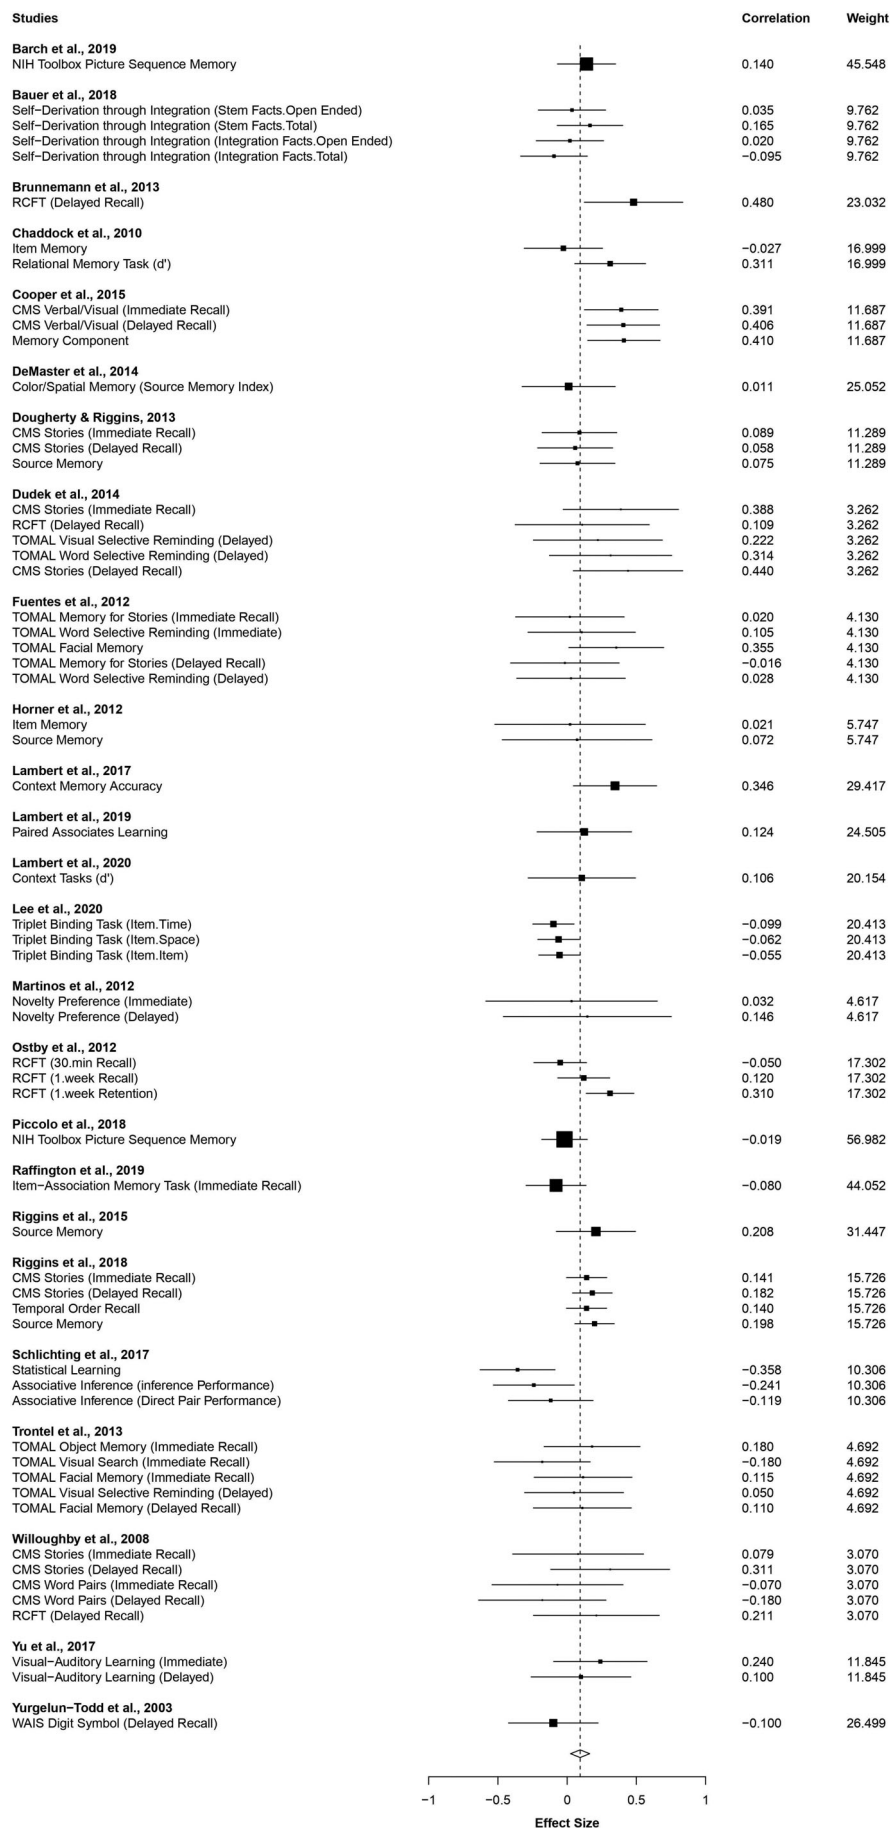 Studies Correlation Weight
Barch et al., 2019
NIH Toolbox Picture Sequence Memory 0.140 45.548
Bauer et al., 2018
Self−Derivation through Integration (Stem Facts.Open Ended) 0.035 9.762
Self−Derivation through Integration (Stem Facts.Total) 0.165 9.762
Self−Derivation through Integration (Integration Facts.Open Ended) 0.020 9.762
Self−Derivation through Integration (Integration Facts.Total) −0.095 9.762
Brunnemann et al., 2013
RCFT (Delayed Recall) 0.480 23.032
Chaddock et al., 2010
Item Memory −0.027 16.999
Relational Memory Task (d') 0.311 16.999
Cooper et al., 2015
CMS Verbal/Visual (Immediate Recall) 0.391 11.687
CMS Verbal/Visual (Delayed Recall) 0.406 11.687
Memory Component 0.410 11.687
DeMaster et al., 2014
Color/Spatial Memory (Source Memory Index) 0.011 25.052
Dougherty & Riggins, 2013
CMS Stories (Immediate Recall) 0.089 11.289
CMS Stories (Delayed Recall) 0.058 11.289
Source Memory 0.075 11.289
Dudek et al., 2014
CMS Stories (Immediate Recall) 0.388 3.262
RCFT (Delayed Recall) 0.109 3.262
TOMAL Visual Selective Reminding (Delayed) 0.222 3.262
TOMAL Word Selective Reminding (Delayed) 0.314 3.262
CMS Stories (Delayed Recall) 0.440 3.262
Fuentes et al., 2012
TOMAL Memory for Stories (Immediate Recall) 0.020 4.130
TOMAL Word Selective Reminding (Immediate) 0.105 4.130
TOMAL Facial Memory 0.355 4.130
TOMAL Memory for Stories (Delayed Recall) −0.016 4.130
TOMAL Word Selective Reminding (Delayed) 0.028 4.130
Horner et al., 2012
Item Memory 0.021 5.747
Source Memory 0.072 5.747
Lambert et al., 2017
Context Memory Accuracy 0.346 29.417
Lambert et al., 2019
Paired Associates Learning 0.124 24.505
Lambert et al., 2020
Context Tasks (d') 0.106 20.154
Lee et al., 2020
Triplet Binding Task (Item.Time) −0.099 20.413
Triplet Binding Task (Item.Space) −0.062 20.413
Triplet Binding Task (Item.Item) −0.055 20.413
Martinos et al., 2012
Novelty Preference (Immediate) 0.032 4.617
Novelty Preference (Delayed) 0.146 4.617
Ostby et al., 2012
RCFT (30.min Recall) −0.050 17.302
RCFT (1.week Recall) 0.120 17.302
RCFT (1.week Retention) 0.310 17.302
Piccolo et al., 2018
NIH Toolbox Picture Sequence Memory −0.019 56.982
Raffington et al., 2019
Item−Association Memory Task (Immediate Recall) −0.080 44.052
Riggins et al., 2015
Source Memory 0.208 31.447
Riggins et al., 2018
CMS Stories (Immediate Recall) 0.141 15.726
CMS Stories (Delayed Recall) 0.182 15.726
Temporal Order Recall 0.140 15.726
Source Memory 0.198 15.726
Schlichting et al., 2017
Statistical Learning −0.358 10.306
Associative Inference (inference Performance) −0.241 10.306
Associative Inference (Direct Pair Performance) −0.119 10.306
Trontel et al., 2013
TOMAL Object Memory (Immediate Recall) 0.180 4.692
TOMAL Visual Search (Immediate Recall) −0.180 4.692
TOMAL Facial Memory (Immediate Recall) 0.115 4.692
TOMAL Visual Selective Reminding (Delayed) 0.050 4.692
TOMAL Facial Memory (Delayed Recall) 0.110 4.692
Willoughby et al., 2008
CMS Stories (Immediate Recall) 0.079 3.070
CMS Stories (Delayed Recall) 0.311 3.070
CMS Word Pairs (Immediate Recall) −0.070 3.070
CMS Word Pairs (Delayed Recall) −0.180 3.070
RCFT (Delayed Recall) 0.211 3.070
Yu et al., 2017
Visual−Auditory Learning (Immediate) 0.240 11.845
Visual−Auditory Learning (Delayed) 0.100 11.845
Yurgelun−Todd et al., 2003
WAIS Digit Symbol (Delayed Recall) −0.100 26.499
−1 −0.5 0 0.5 1
Effect Size